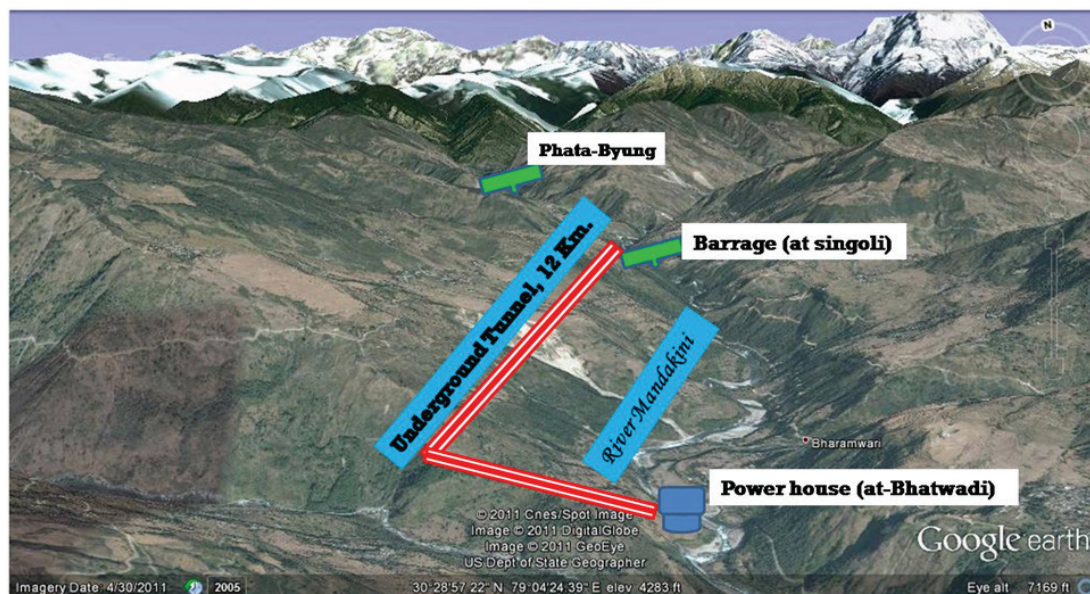 N
Phata-Byung
Barrage (at singoli)
Underground Tunnel, 12 Km.
River Mandakini
Bharamwari
Power house (at-Bhatwadi)
© 2011 Cnes/Spot Image
Image © 2011 DigitalGlobe
Image © 2011 GeoEye
US Dept of State Geographer
Google earth
Imagery Date: 4/30/2011 2005 30°28'57.22" N 79°04'24.39" E elev 4283 ft Eye alt 7169 ft